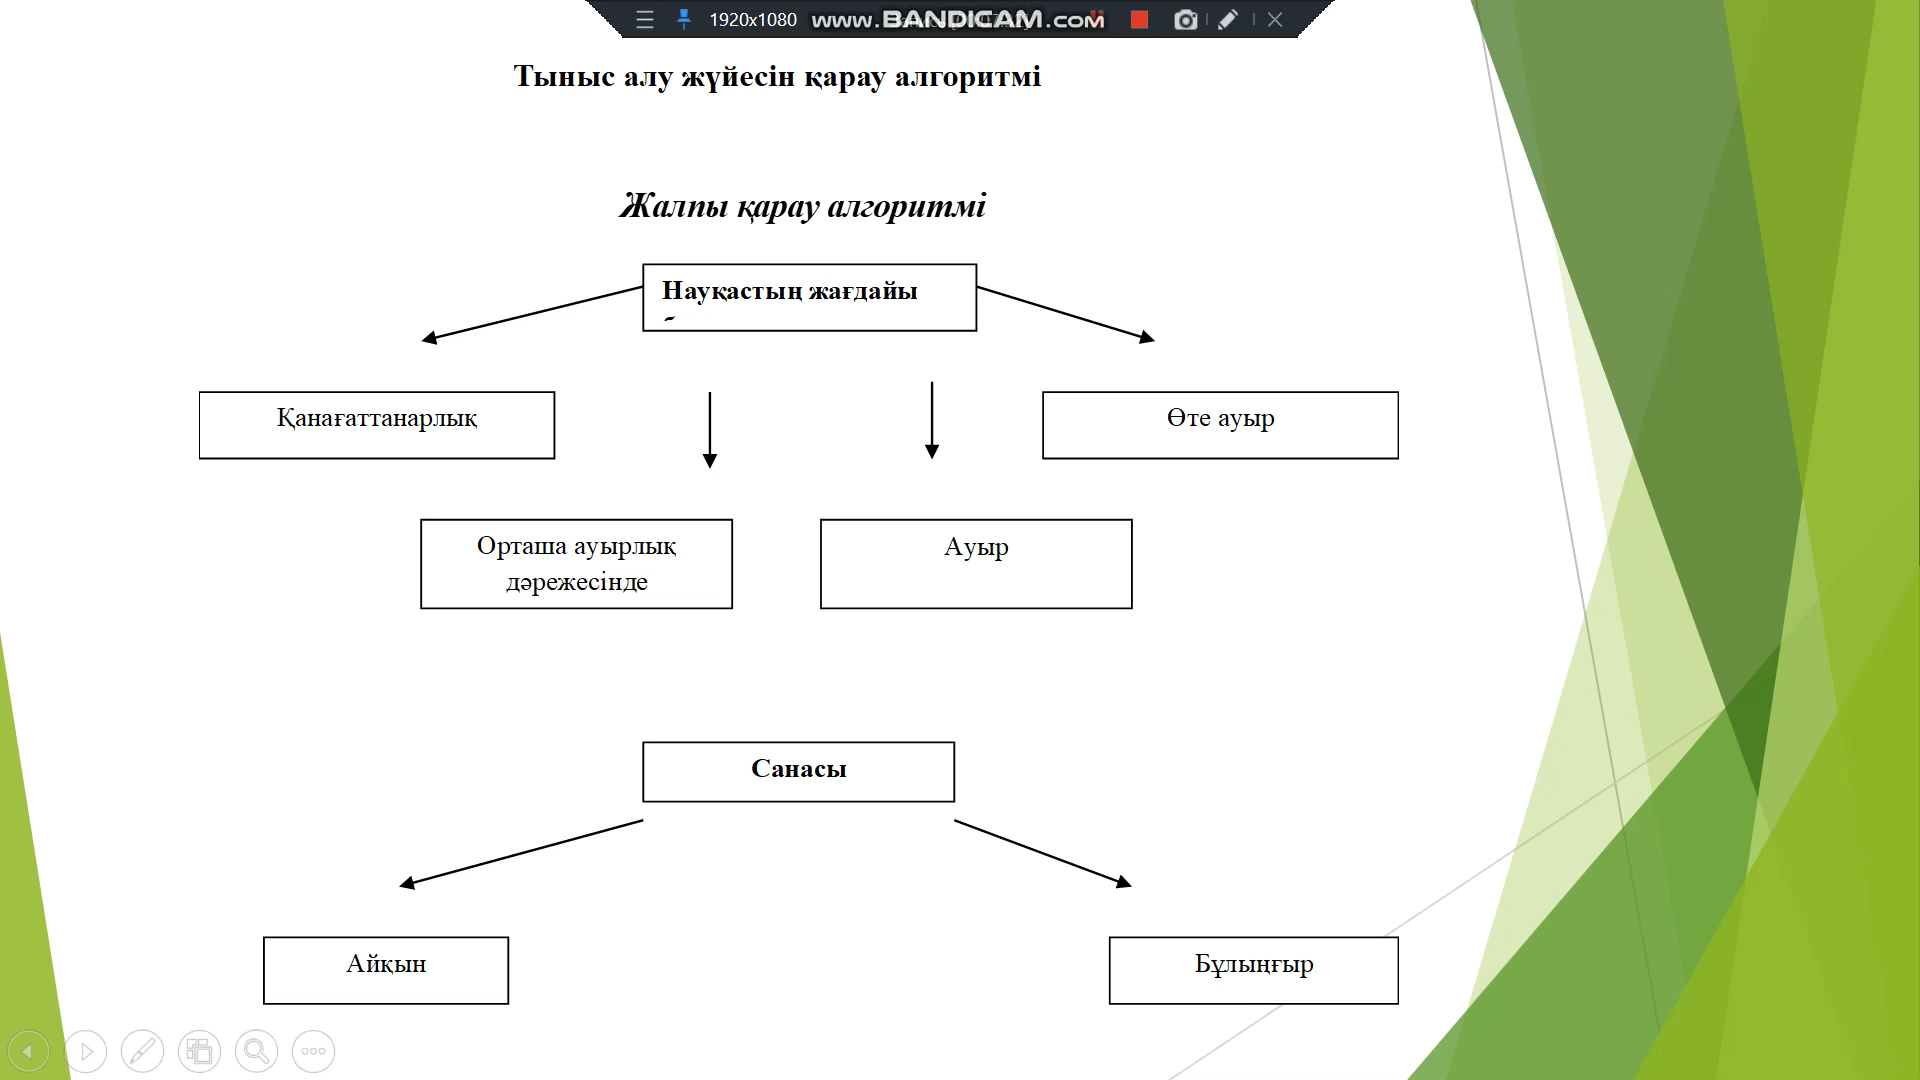 1920x1080
www.BANDICAM.com
Тыныс алу жүйесін қарау алгоритмі
Жалпы қарау алгоритмі
Науқастың жағдайы
Қанағаттанарлық
Өте ауыр
Орташа ауырлық
дәрежесінде
Ауыр
Санасы
Айқын
Бұлыңғыр